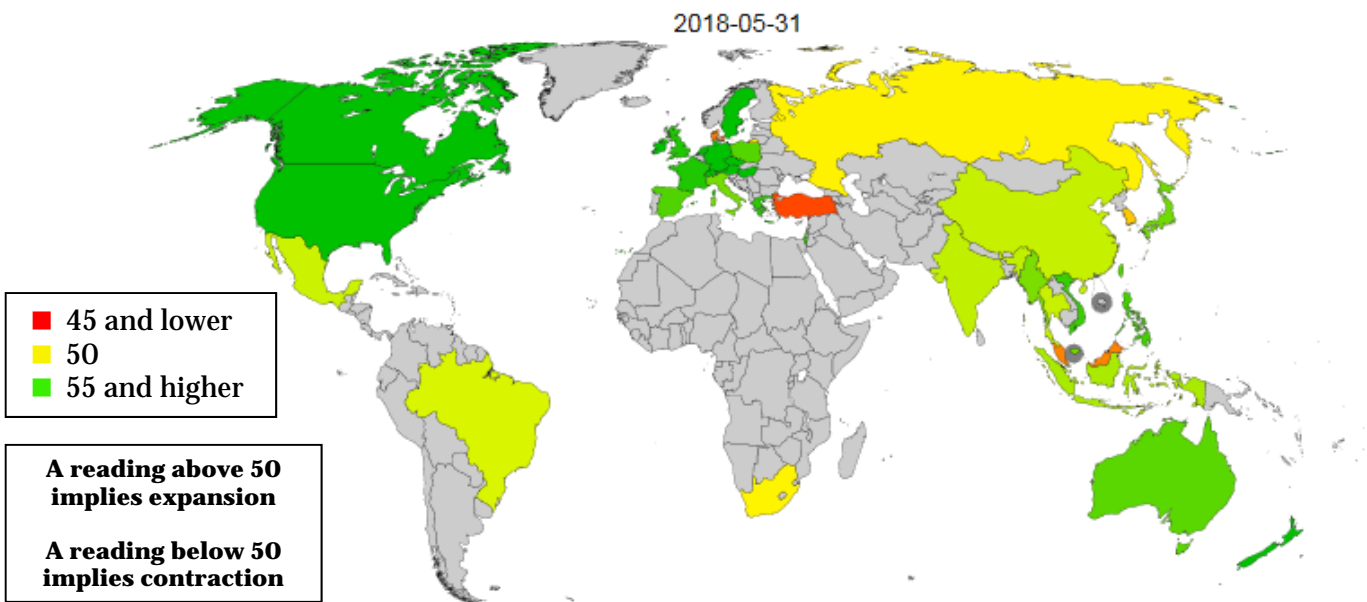 2018-05-31
45 and lower
50
55 and higher
A reading above 50
implies expansion
A reading below 50
implies contraction